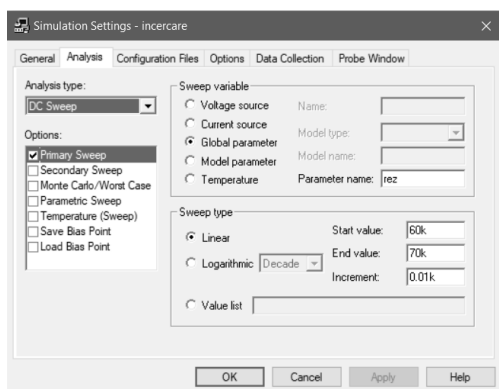 Simulation Settings - incercare
General Analysis Configuration Files Options Data Collection Probe Window
Analysis type:
DC Sweep
Options:
Primary Sweep
Secondary Sweep
Monte Carlo/Worst Case
Parametric Sweep
Temperature (Sweep)
Save Bias Point
Load Bias Point
Sweep variable
Voltage source Name:
Current source
Model type:
Global parameter
Model parameter Model name:
Temperature Parameter name: rez
Sweep type
Linear Start value: 60k
Logarithmic Decade End value: 70k
Increment: 0.01k
Value list
OK Cancel Apply Help